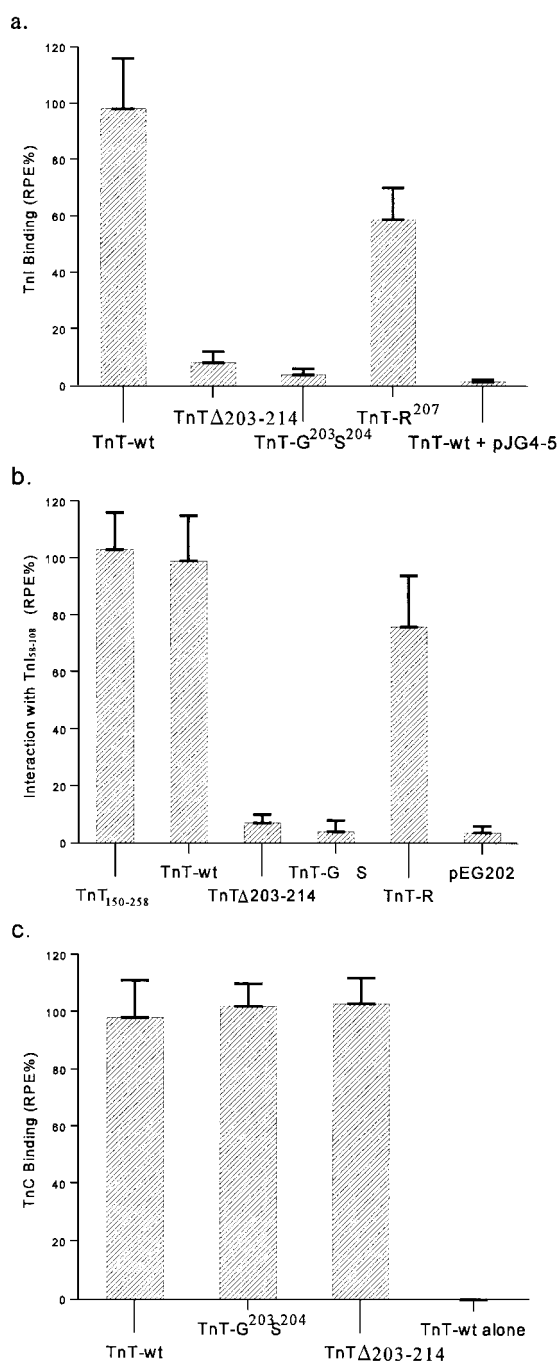 a.
120
100
80
60
40
20
0
TnI Binding (RPE%)
TnT-wt
TnTΔ203-214
TnT-G²⁰³S²⁰⁴
TnT-R²⁰⁷
TnT-wt + pJG4-5
b.
120
100
80
60
40
20
0
Interaction with TnI₅₈₋₁₀₈ (RPE%)
TnT₁₅₀₋₂₅₈
TnT-wt
TnTΔ203-214
TnT-G S
TnT-R
pEG202
c.
120
100
80
60
40
20
0
TnC Binding (RPE%)
TnT-wt
TnT-G²⁰³S²⁰⁴
TnTΔ203-214
TnT-wt alone